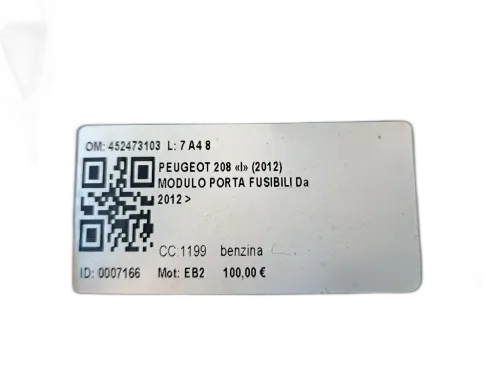 OM: 452473103 L: 7 A4 8
PEUGEOT 208 «I» (2012)
MODULO PORTA FUSIBILI Da
2012 >
CC:1199 benzina
ID: 0007166 Mot: EB2 100,00 €